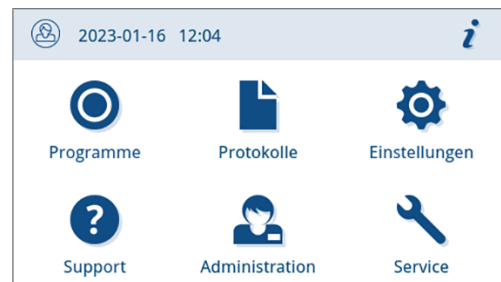 2023-01-16 12:04 i
Programme Protokolle Einstellungen
?
Support Administration Service